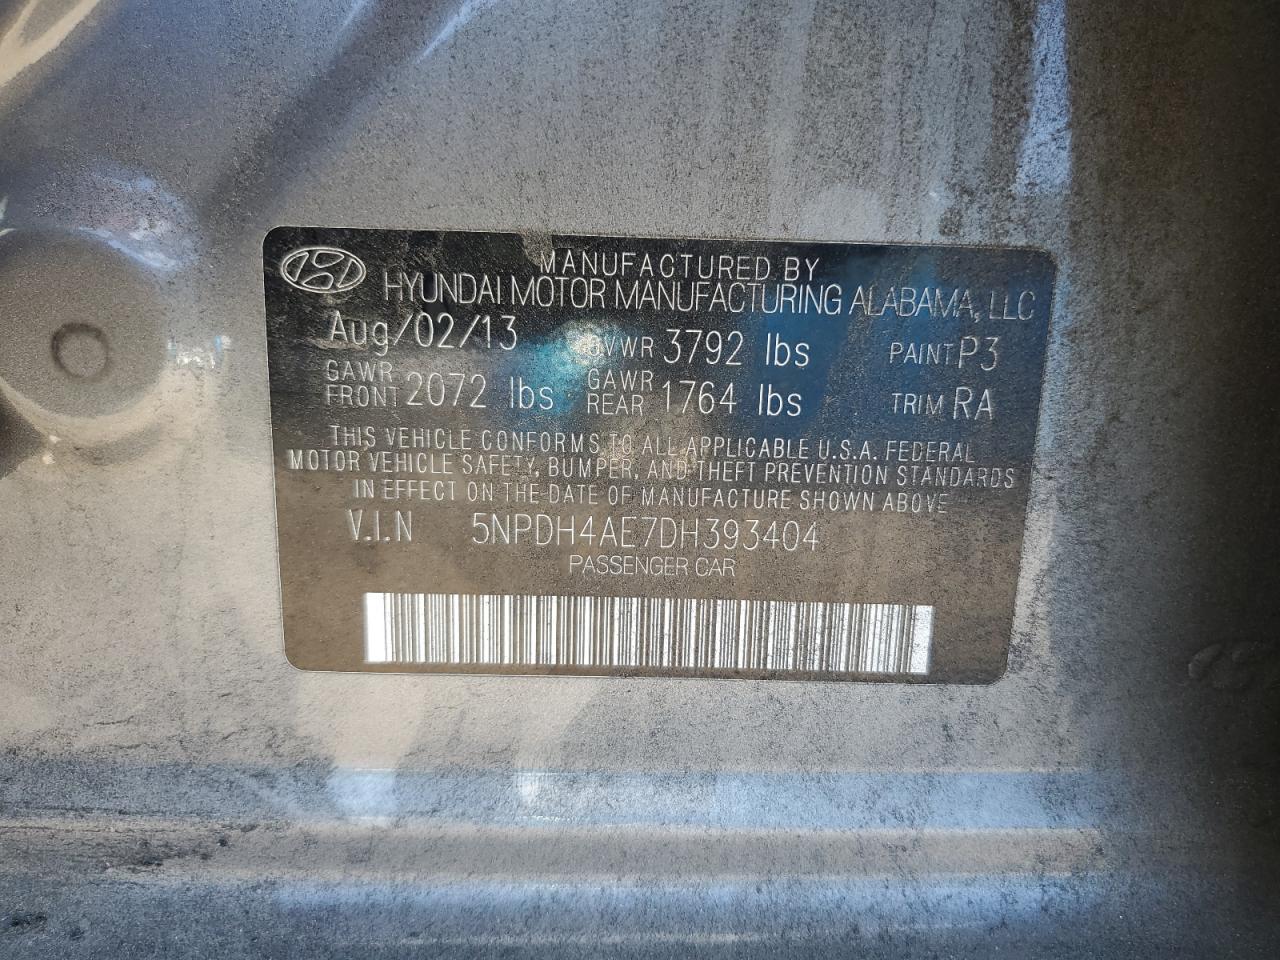 MANUFACTURED BY
HYUNDAI MOTOR MANUFACTURING ALABAMA, LLC
Aug/02/13 GVWR 3792 lbs PAINT P3
GAWR FRONT 2072 lbs GAWR REAR 1764 lbs TRIM RA
THIS VEHICLE CONFORMS TO ALL APPLICABLE U.S.A. FEDERAL
MOTOR VEHICLE SAFETY, BUMPER, AND THEFT PREVENTION STANDARDS
IN EFFECT ON THE DATE OF MANUFACTURE SHOWN ABOVE
V.I.N 5NPDH4AE7DH393404
PASSENGER CAR